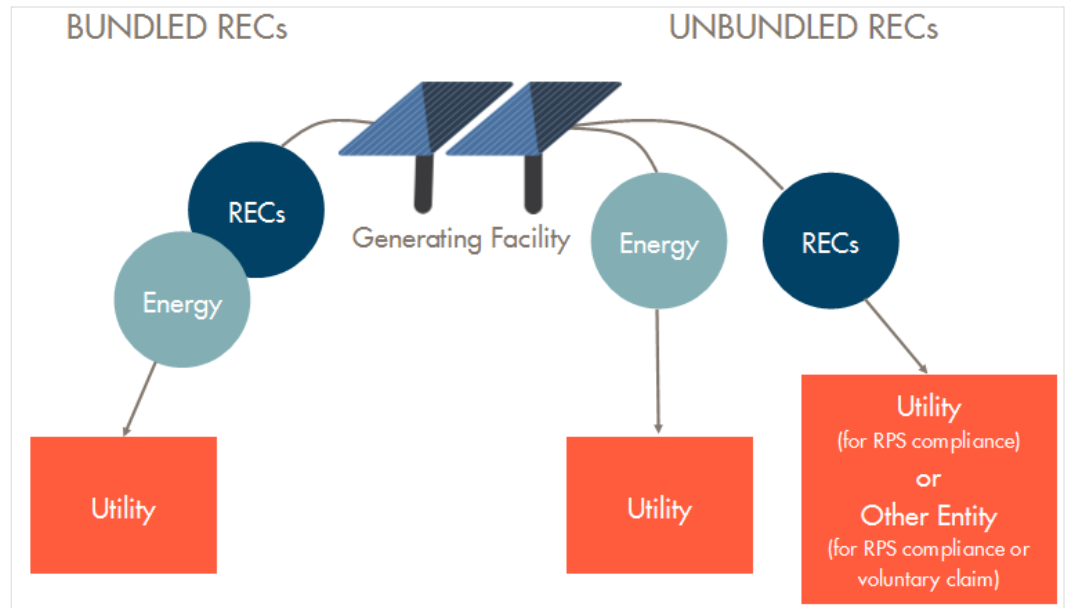 BUNDLED RECs
UNBUNDLED RECs
RECs
Energy
Generating Facility
Energy
RECs
Utility
Utility
Utility
(for RPS compliance)
or
Other Entity
(for RPS compliance or
voluntary claim)